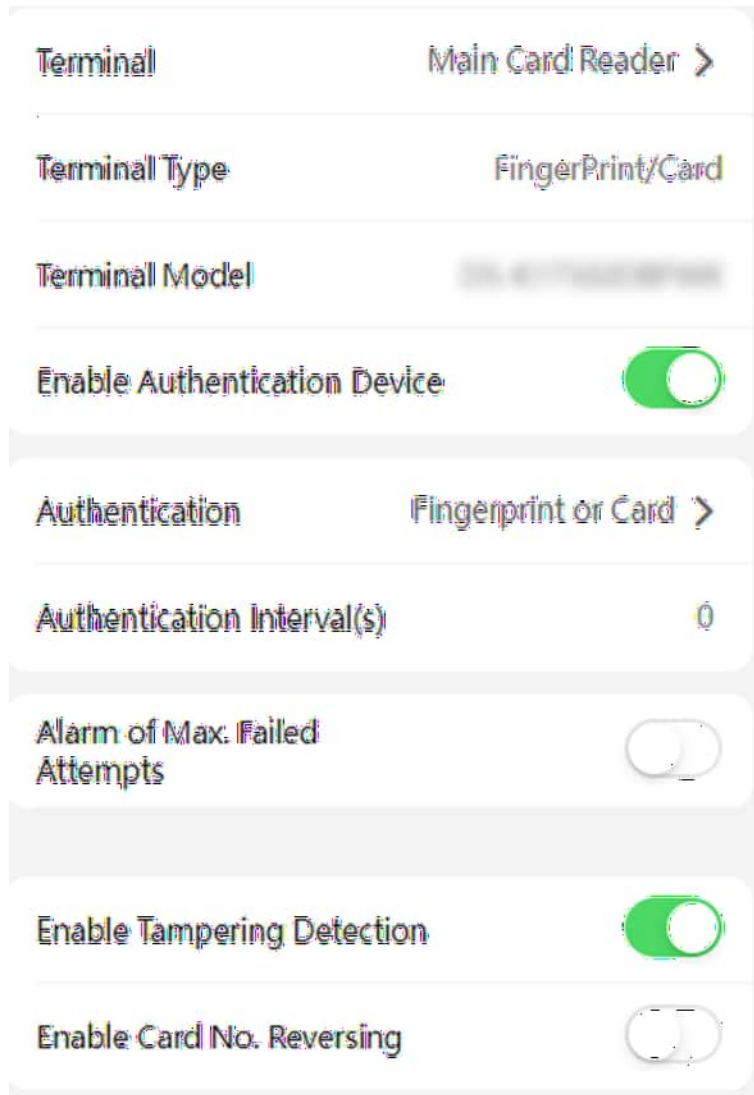 Terminal Main Card Reader
Terminal Type FingerPrint/Card
Terminal Model
Enable Authentication Device
Authentication Fingerprint or Card
Authentication Interval(s) 0
Alarm of Max. Failed
Attempts
Enable Tampering Detection
Enable Card No. Reversing